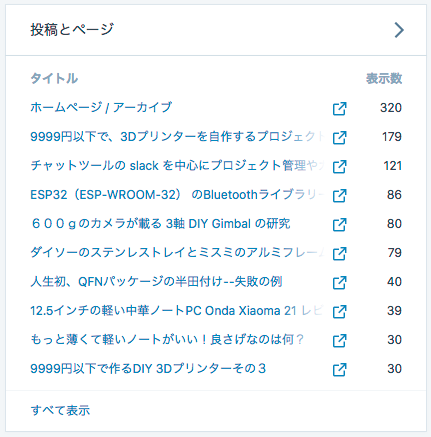 投稿とページ
タイトル 表示数
ホームページ / アーカイブ 320
9999円以下で、3Dプリンターを自作するプロジェクト 179
チャットツールの slack を中心にプロジェクト管理や 121
ESP32（ESP-WROOM-32） のBluetoothライブラリー 86
６００ｇのカメラが載る 3軸 DIY Gimbal の研究 80
ダイソーのステンレストレイとミスミのアルミフレー 79
人生初、QFNパッケージの半田付け--失敗の例 40
12.5インチの軽い中華ノートPC Onda Xiaoma 21 レビ 39
もっと薄くて軽いノートがいい！良さげなのは何？ 30
9999円以下で作るDIY 3Dプリンターその３ 30
すべて表示